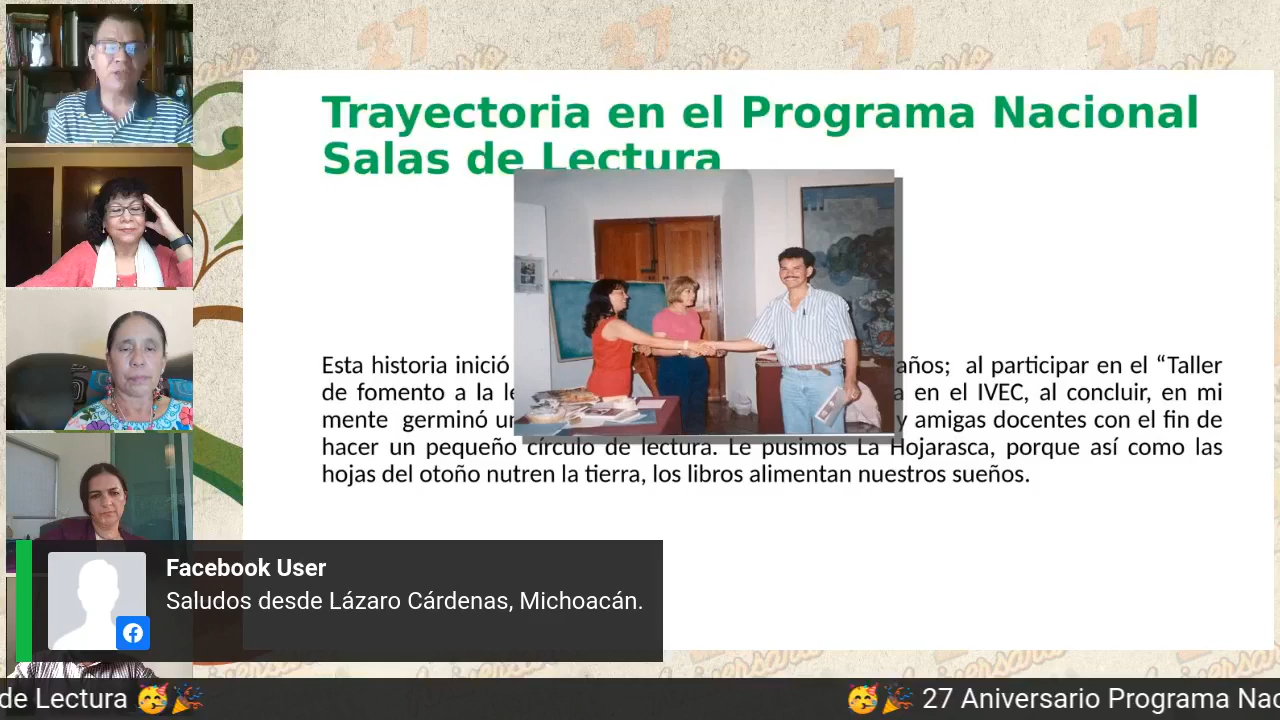 Trayectoria en el Programa Nacional
Salas de Lectura
Esta historia inició años; al participar en el “Taller
de fomento a la en el IVEC, al concluir, en mi
mente germinó y amigas docentes con el fin de
hacer un pequeño círculo de lectura. Le pusimos La Hojarasca, porque así como las
hojas del otoño nutren la tierra, los libros alimentan nuestros sueños.
Facebook User
Saludos desde Lázaro Cárdenas, Michoacán.
de Lectura 🥳🎉 🥳🎉 27 Aniversario Programa